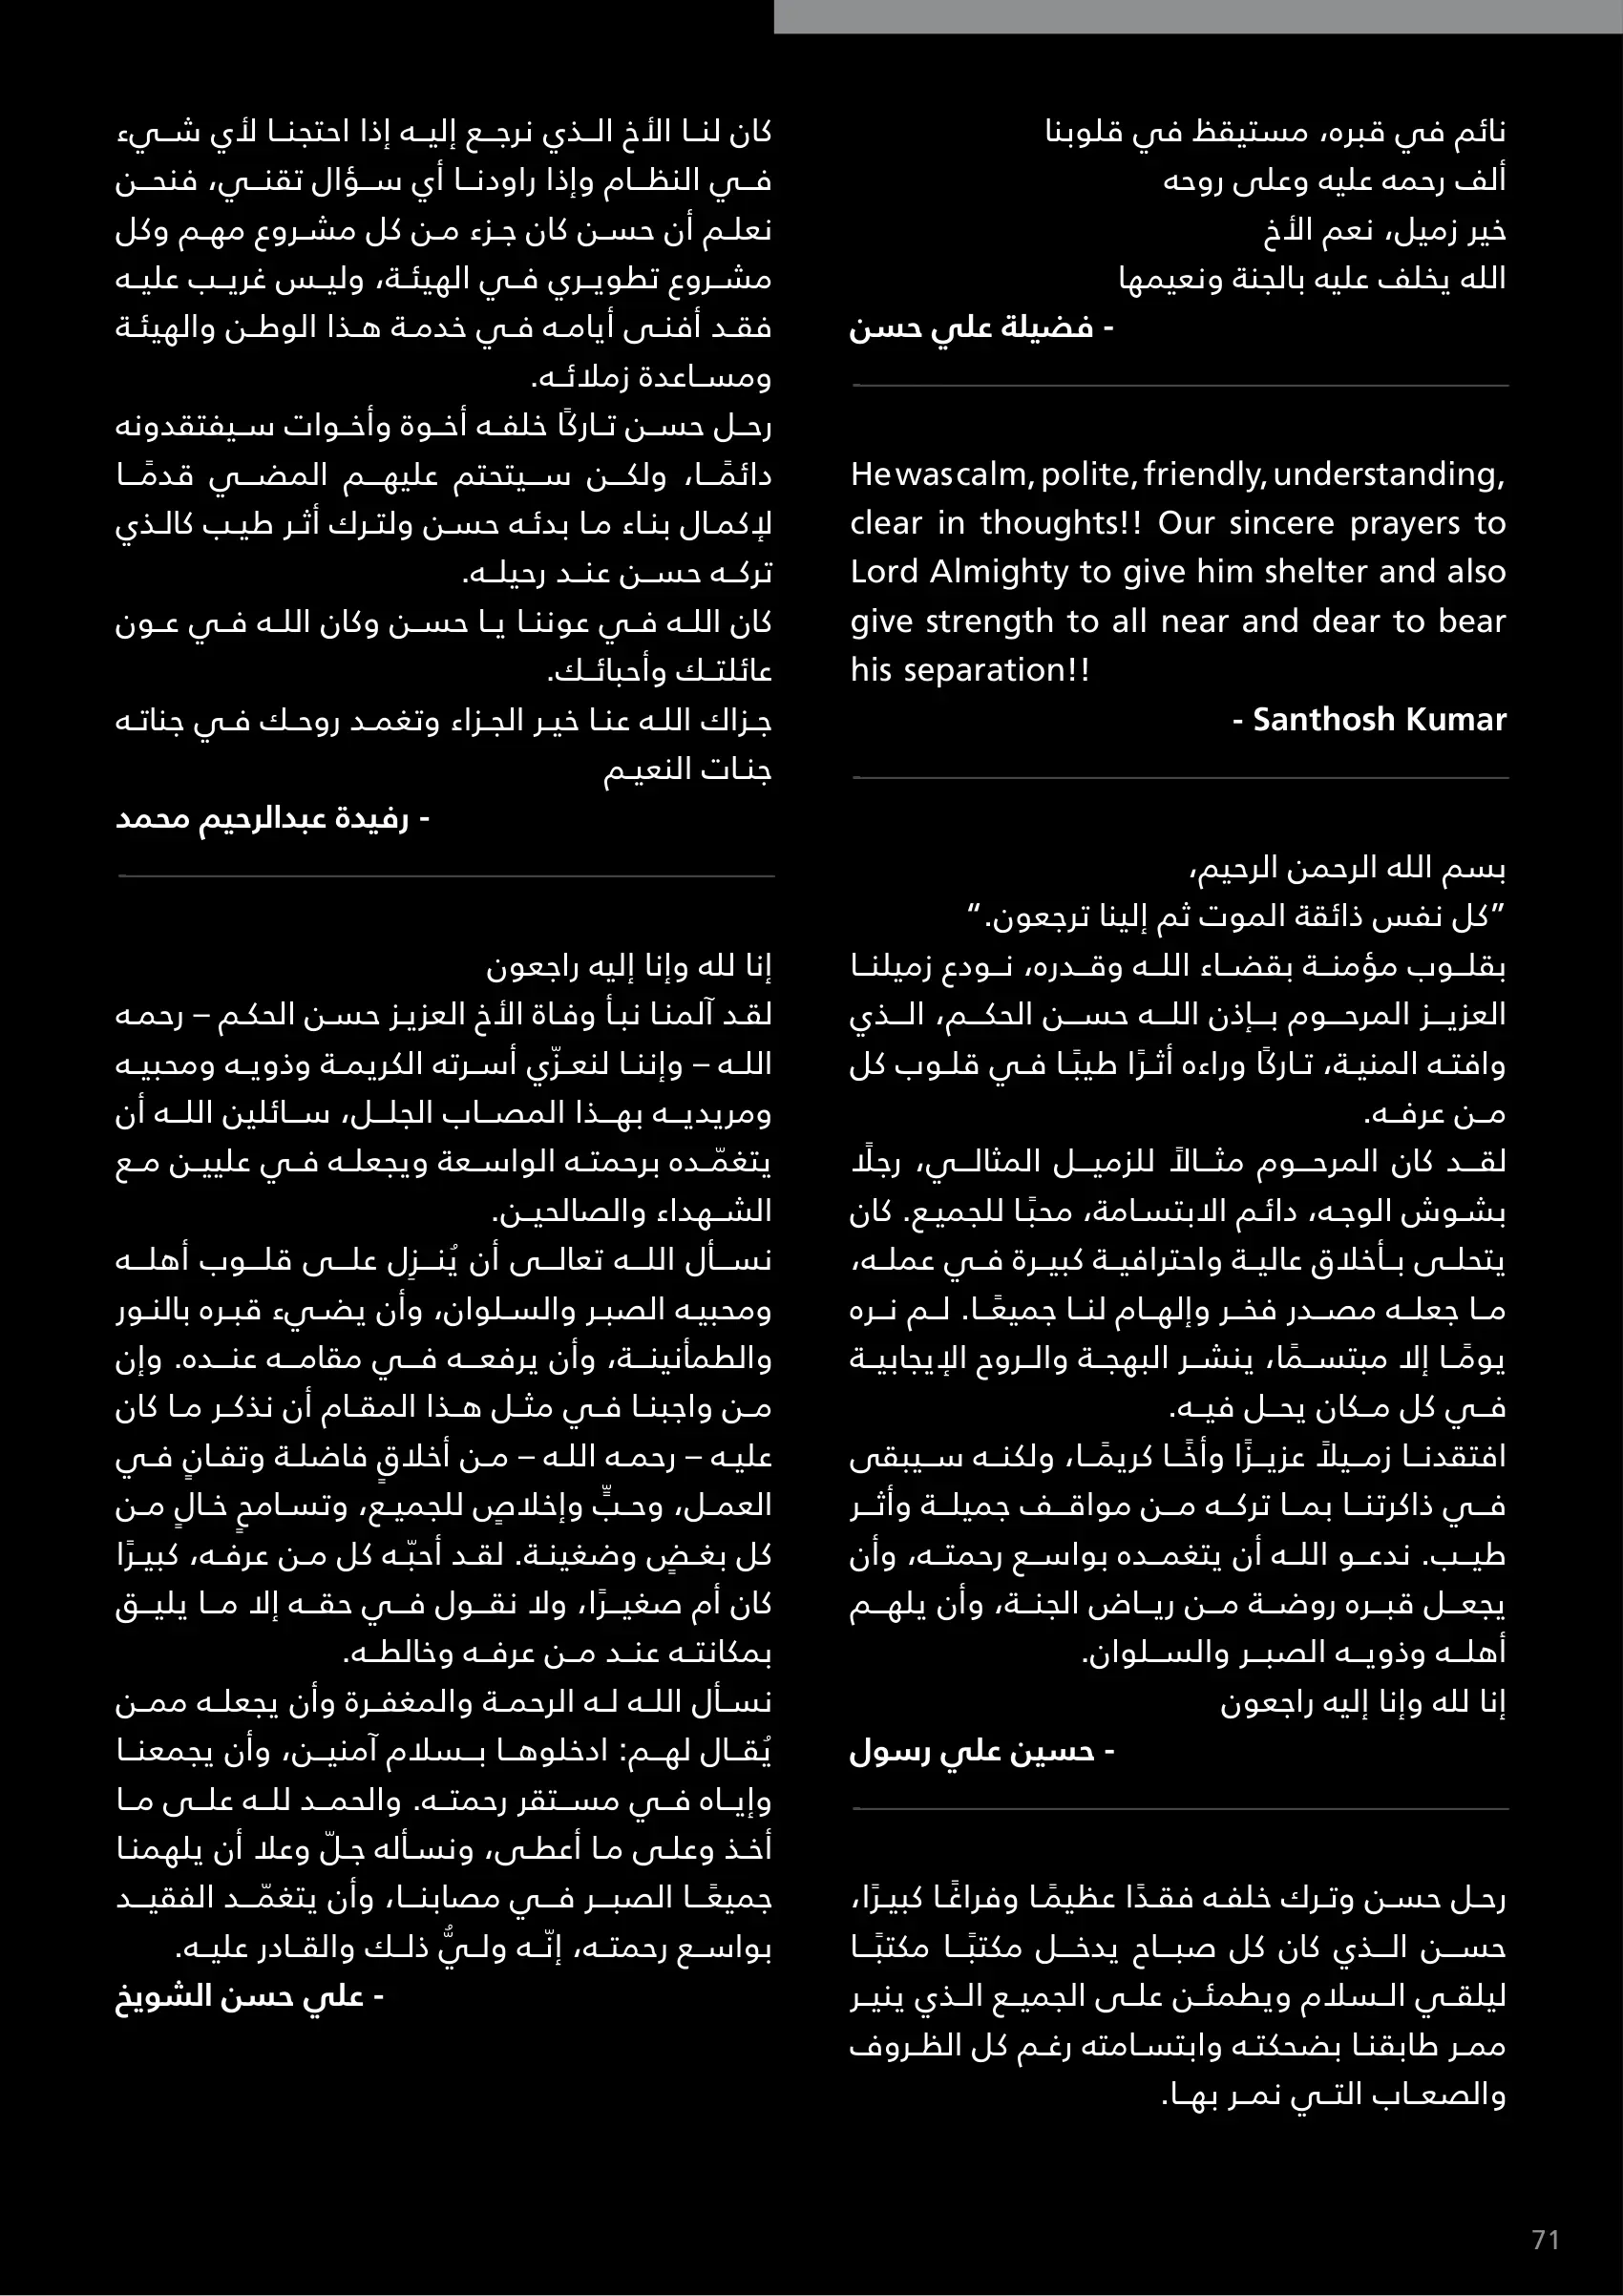 نائم في قبره، مستيقظ في قلوبنا
ألف رحمه عليه وعلى روحه
خير زميل، نعم الأخ
الله يخلف عليه بالجنة ونعيمها
- فضيلة علي حسن
He was calm, polite, friendly, understanding,
clear in thoughts!! Our sincere prayers to
Lord Almighty to give him shelter and also
give strength to all near and dear to bear
his separation!!
- Santhosh Kumar
بسم الله الرحمن الرحيم،
”كل نفس ذائقة الموت ثم إلينا ترجعون.“
بقلوب مؤمنة بقضاء الله وقدره، نودع زميلنا
العزيز المرحوم بإذن الله حسن الحكم، الذي
وافته المنية، تاركًا وراءه أثرًا طيبًا في قلوب كل
من عرفه.
لقد كان المرحوم مثالاً للزميل المثالي، رجلًا
بشوش الوجه، دائم الابتسامة، محبًا للجميع. كان
يتحلى بأخلاق عالية واحترافية كبيرة في عمله،
ما جعله مصدر فخر وإلهام لنا جميعًا. لم نره
يومًا إلا مبتسمًا، ينشر البهجة والروح الإيجابية
في كل مكان يحل فيه.
افتقدنا زميلاً عزيزًا وأخًا كريمًا، ولكنه سيبقى
في ذاكرتنا بما تركه من مواقف جميلة وأثر
طيب. ندعو الله أن يتغمده بواسع رحمته، وأن
يجعل قبره روضة من رياض الجنة، وأن يلهم
أهله وذويه الصبر والسلوان.
إنا لله وإنا إليه راجعون
- حسين علي رسول
رحل حسن وترك خلفه فقدًا عظيمًا وفراغًا كبيرًا،
حسن الذي كان كل صباح يدخل مكتبًا مكتبًا
ليلقي السلام ويطمئن على الجميع الذي ينير
ممر طابقنا بضحكته وابتسامته رغم كل الظروف
والصعاب التي نمر بها.
كان لنا الأخ الذي نرجع إليه إذا احتجنا لأي شيء
في النظام وإذا راودنا أي سؤال تقني، فنحن
نعلم أن حسن كان جزء من كل مشروع مهم وكل
مشروع تطويري في الهيئة، وليس غريب عليه
فقد أفنى أيامه في خدمة هذا الوطن والهيئة
ومساعدة زملائه.
رحل حسن تاركًا خلفه أخوة وأخوات سيفتقدونه
دائمًا، ولكن سيتحتم عليهم المضي قدمًا
لإكمال بناء ما بدئه حسن ولترك أثر طيب كالذي
تركه حسن عند رحيله.
كان الله في عوننا يا حسن وكان الله في عون
عائلتك وأحبائك.
جزاك الله عنا خير الجزاء وتغمد روحك في جناته
جنات النعيم
- رفيدة عبدالرحيم محمد
إنا لله وإنا إليه راجعون
لقد آلمنا نبأ وفاة الأخ العزيز حسن الحكم – رحمه
الله – وإننا لنعزّي أسرته الكريمة وذويه ومحبيه
ومريديه بهذا المصاب الجلل، سائلين الله أن
يتغمّده برحمته الواسعة ويجعله في عليين مع
الشهداء والصالحين.
نسأل الله تعالى أن يُنزِل على قلوب أهله
ومحبيه الصبر والسلوان، وأن يضيء قبره بالنور
والطمأنينة، وأن يرفعه في مقامه عنده. وإن
من واجبنا في مثل هذا المقام أن نذكر ما كان
عليه – رحمه الله – من أخلاقٍ فاضلة وتفانٍ في
العمل، وحبٍّ وإخلاصٍ للجميع، وتسامحٍ خالٍ من
كل بغضٍ وضغينة. لقد أحبّه كل من عرفه، كبيرًا
كان أم صغيرًا، ولا نقول في حقه إلا ما يليق
بمكانته عند من عرفه وخالطه.
نسأل الله له الرحمة والمغفرة وأن يجعله ممن
يُقال لهم: ادخلوها بسلام آمنين، وأن يجمعنا
وإياه في مستقر رحمته. والحمد لله على ما
أخذ وعلى ما أعطى، ونسأله جلّ وعلا أن يلهمنا
جميعًا الصبر في مصابنا، وأن يتغمّد الفقيد
بواسع رحمته، إنّه وليُّ ذلك والقادر عليه.
- علي حسن الشويخ
71